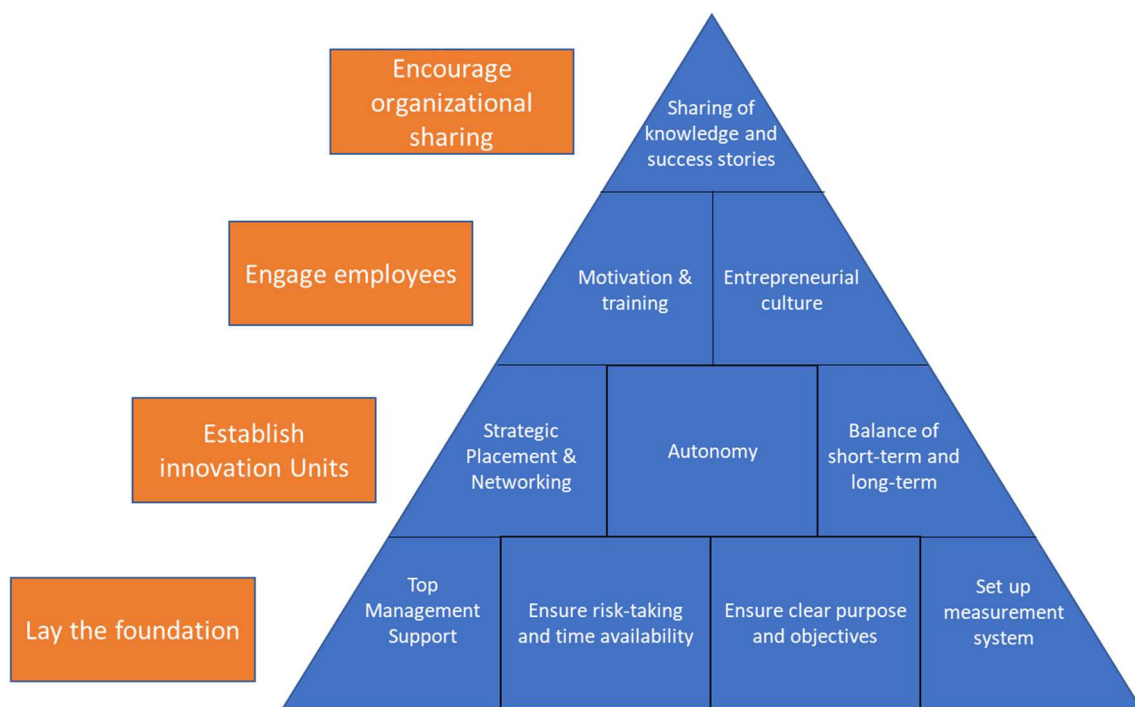 Encourage
organizational
sharing
Sharing of
knowledge and
success stories
Engage employees
Motivation &
training
Entrepreneurial
culture
Establish
innovation Units
Strategic
Placement &
Networking
Autonomy
Balance of
short-term and
long-term
Lay the foundation
Top
Management
Support
Ensure risk-taking
and time availability
Ensure clear purpose
and objectives
Set up
measurement
system